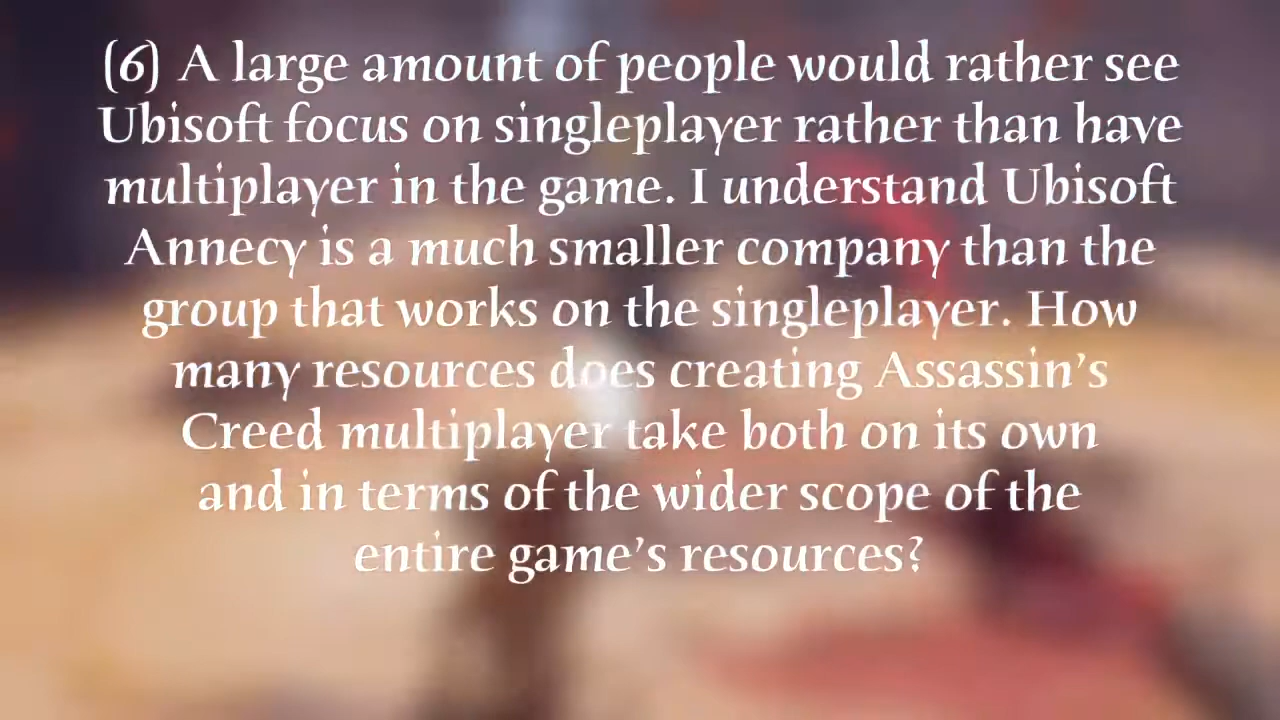 (6) A large amount of people would rather see
Ubisoft focus on singleplayer rather than have
multiplayer in the game. I understand Ubisoft
Annecy is a much smaller company than the
group that works on the singleplayer. How
many resources does creating Assassin’s
Creed multiplayer take both on its own
and in terms of the wider scope of the
entire game’s resources?